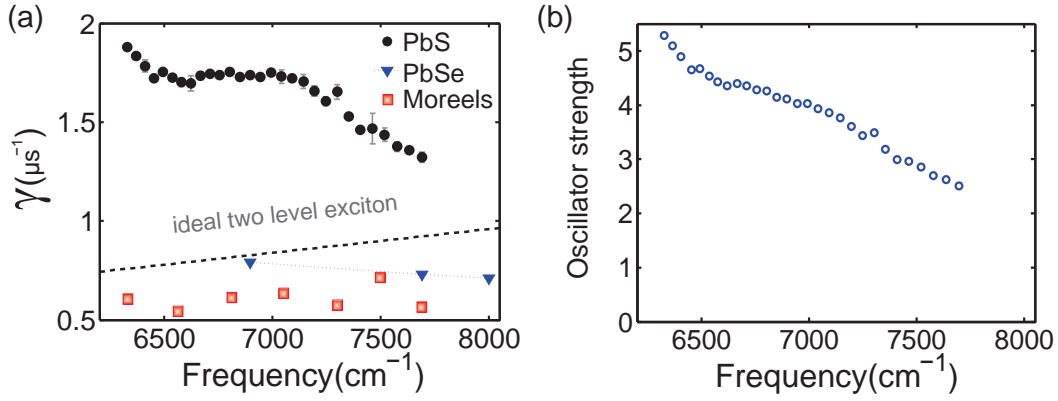 (a)
2
1.5
1
0.5
γ(μs⁻¹)
PbS
PbSe
Moreels
ideal two level exciton
6500 7000 7500 8000
Frequency(cm⁻¹)
(b)
5
4
3
2
1
0
Oscillator strength
6500 7000 7500 8000
Frequency(cm⁻¹)